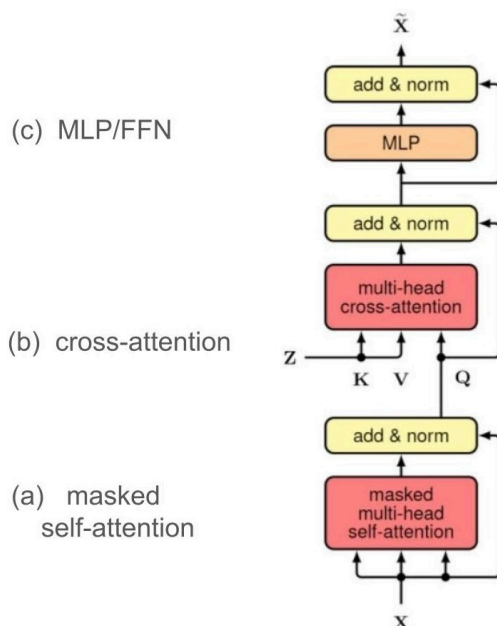 X̃
add & norm
(c) MLP/FFN
MLP
add & norm
multi-head
cross-attention
(b) cross-attention
Z
K V Q
add & norm
(a) masked
self-attention
masked
multi-head
self-attention
X